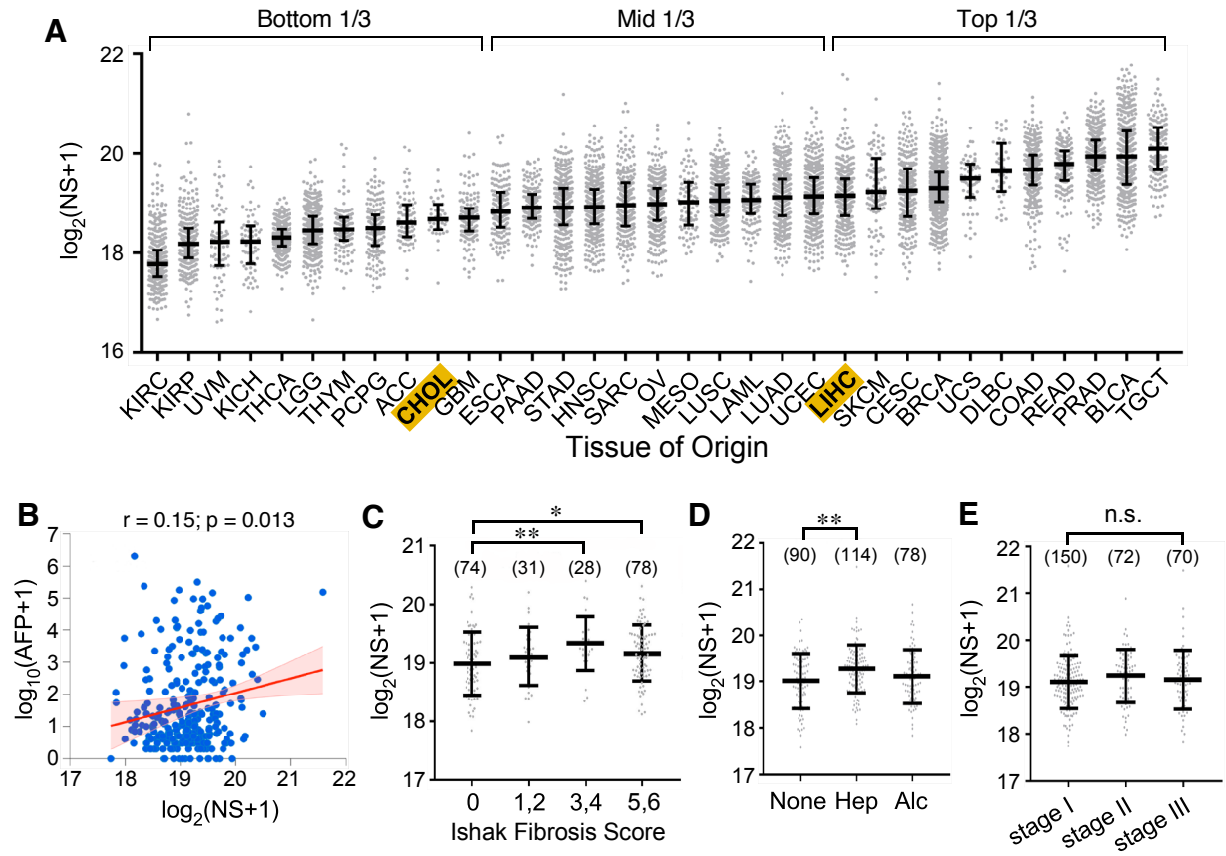 A
Bottom 1/3 Mid 1/3 Top 1/3
log2(NS+1)
22
20
18
16
KIRC KIRP UVM KICH THCA LGG THYM PCPG ACC CHOL GBM ESCA PAAD STAD HNSC SARC OV MESO LUSC LAML LUAD UCEC LIHC SKCM CESC BRCA UCS DLBC COAD READ PRAD BLCA TGCT
Tissue of Origin
B
r = 0.15; p = 0.013
log10(AFP+1)
7
6
5
4
3
2
1
0
17 18 19 20 21 22
log2(NS+1)
C
*
**
(74) (31) (28) (78)
log2(NS+1)
21
20
19
18
17
0 1,2 3,4 5,6
Ishak Fibrosis Score
D
**
(90) (114) (78)
log2(NS+1)
22
21
20
19
18
17
None Hep Alc
E
n.s.
(150) (72) (70)
log2(NS+1)
22
21
20
19
18
17
stage I stage II stage III